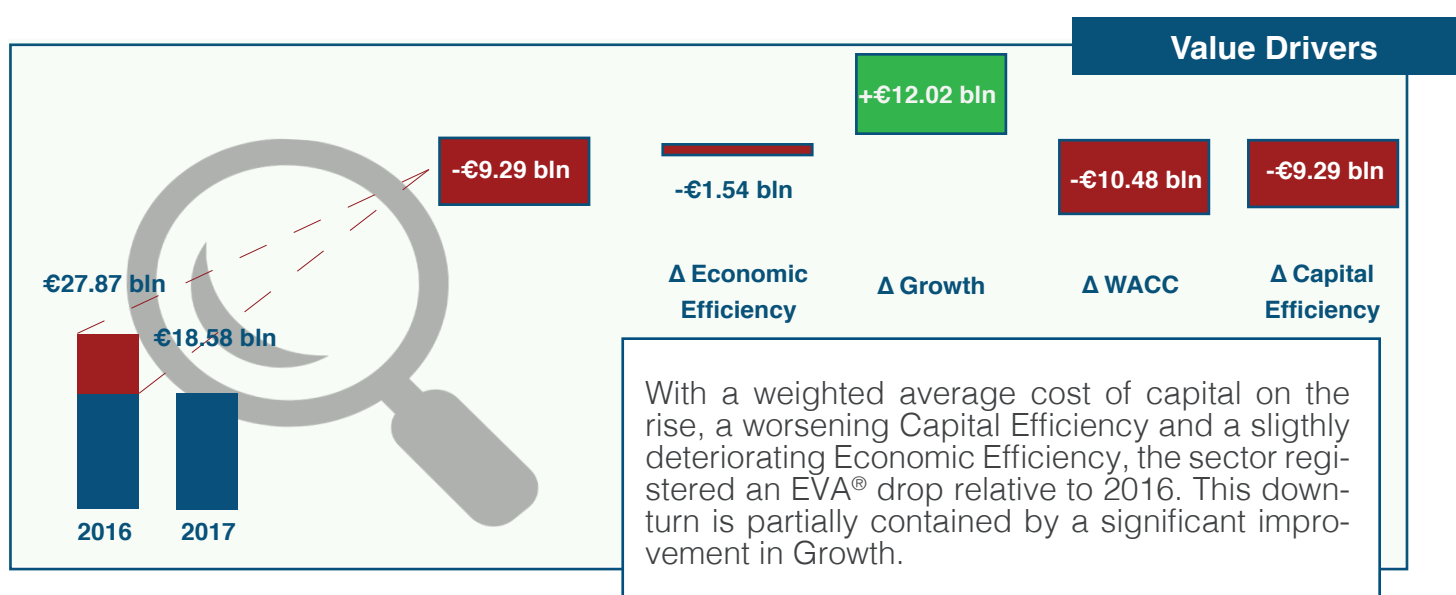 Value Drivers
+€12.02 bln
-€9.29 bln
-€1.54 bln
-€10.48 bln
-€9.29 bln
€27.87 bln
€18.58 bln
2016
2017
Δ Economic
Efficiency
Δ Growth
Δ WACC
Δ Capital
Efficiency
With a weighted average cost of capital on the
rise, a worsening Capital Efficiency and a sligthly
deteriorating Economic Efficiency, the sector regi-
stered an EVA® drop relative to 2016. This down-
turn is partially contained by a significant impro-
vement in Growth.